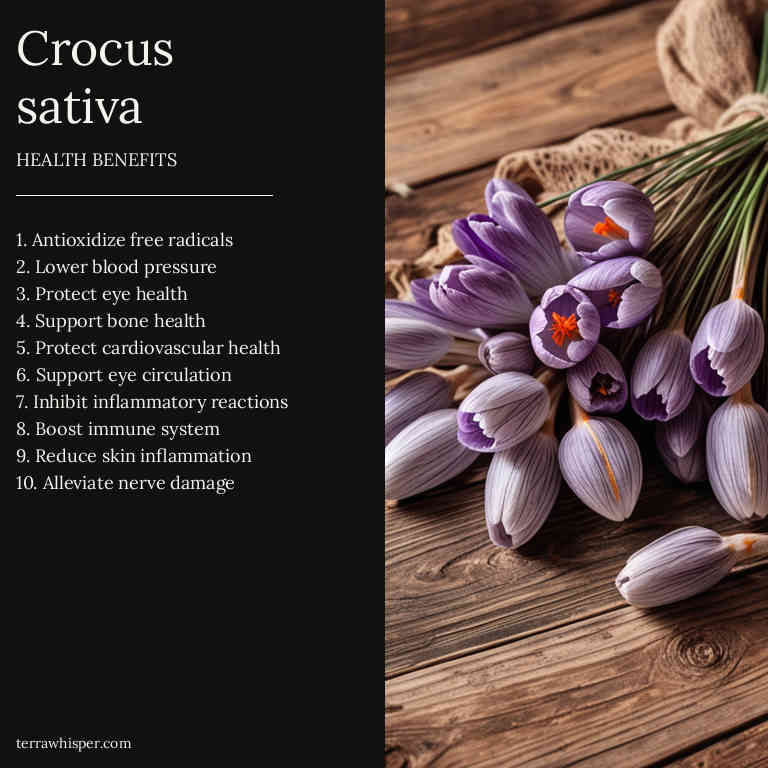 Crocus
sativa
HEALTH BENEFITS
1. Antioxidize free radicals
2. Lower blood pressure
3. Protect eye health
4. Support bone health
5. Protect cardiovascular health
6. Support eye circulation
7. Inhibit inflammatory reactions
8. Boost immune system
9. Reduce skin inflammation
10. Alleviate nerve damage
terrawhisper.com